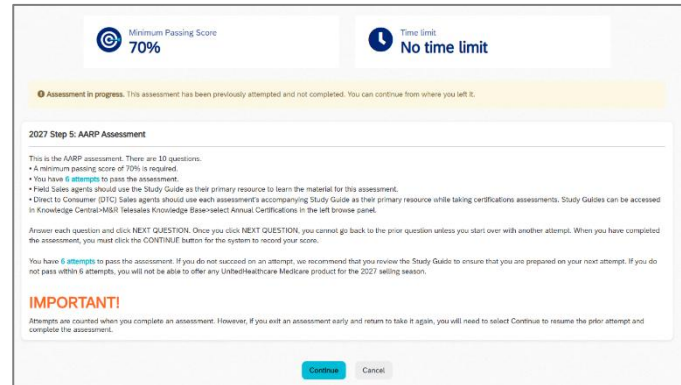 Minimum Passing Score
70%
Time limit
No time limit
Assessment in progress. This assessment has been previously attempted and not completed. You can continue from where you left it.
2027 Step 5: AARP Assessment
This is the AARP assessment. There are 10 questions.
• A minimum passing score of 70% is required.
• You have 6 attempts to pass the assessment.
• Field Sales agents should use the Study Guide as their primary resource to learn the material for this assessment.
• Direct to Consumer (DTC) Sales agents should use each assessment's accompanying Study Guide as their primary resource while taking certifications assessments. Study Guides can be accessed
in Knowledge Central>M&R Telesales Knowledge Base>select Annual Certifications in the left browse panel.
Answer each question and click NEXT QUESTION. Once you click NEXT QUESTION, you cannot go back to the prior question unless you start over with another attempt. When you have completed
the assessment, you must click the CONTINUE button for the system to record your score.
You have 6 attempts to pass the assessment. If you do not succeed on an attempt, we recommend that you review the Study Guide to ensure that you are prepared on your next attempt. If you do
not pass within 6 attempts, you will not be able to offer any UnitedHealthcare Medicare product for the 2027 selling season.
IMPORTANT!
Attempts are counted when you complete an assessment. However, if you exit an assessment early and return to take it again, you will need to select Continue to resume the prior attempt and
complete the assessment.
Continue
Cancel